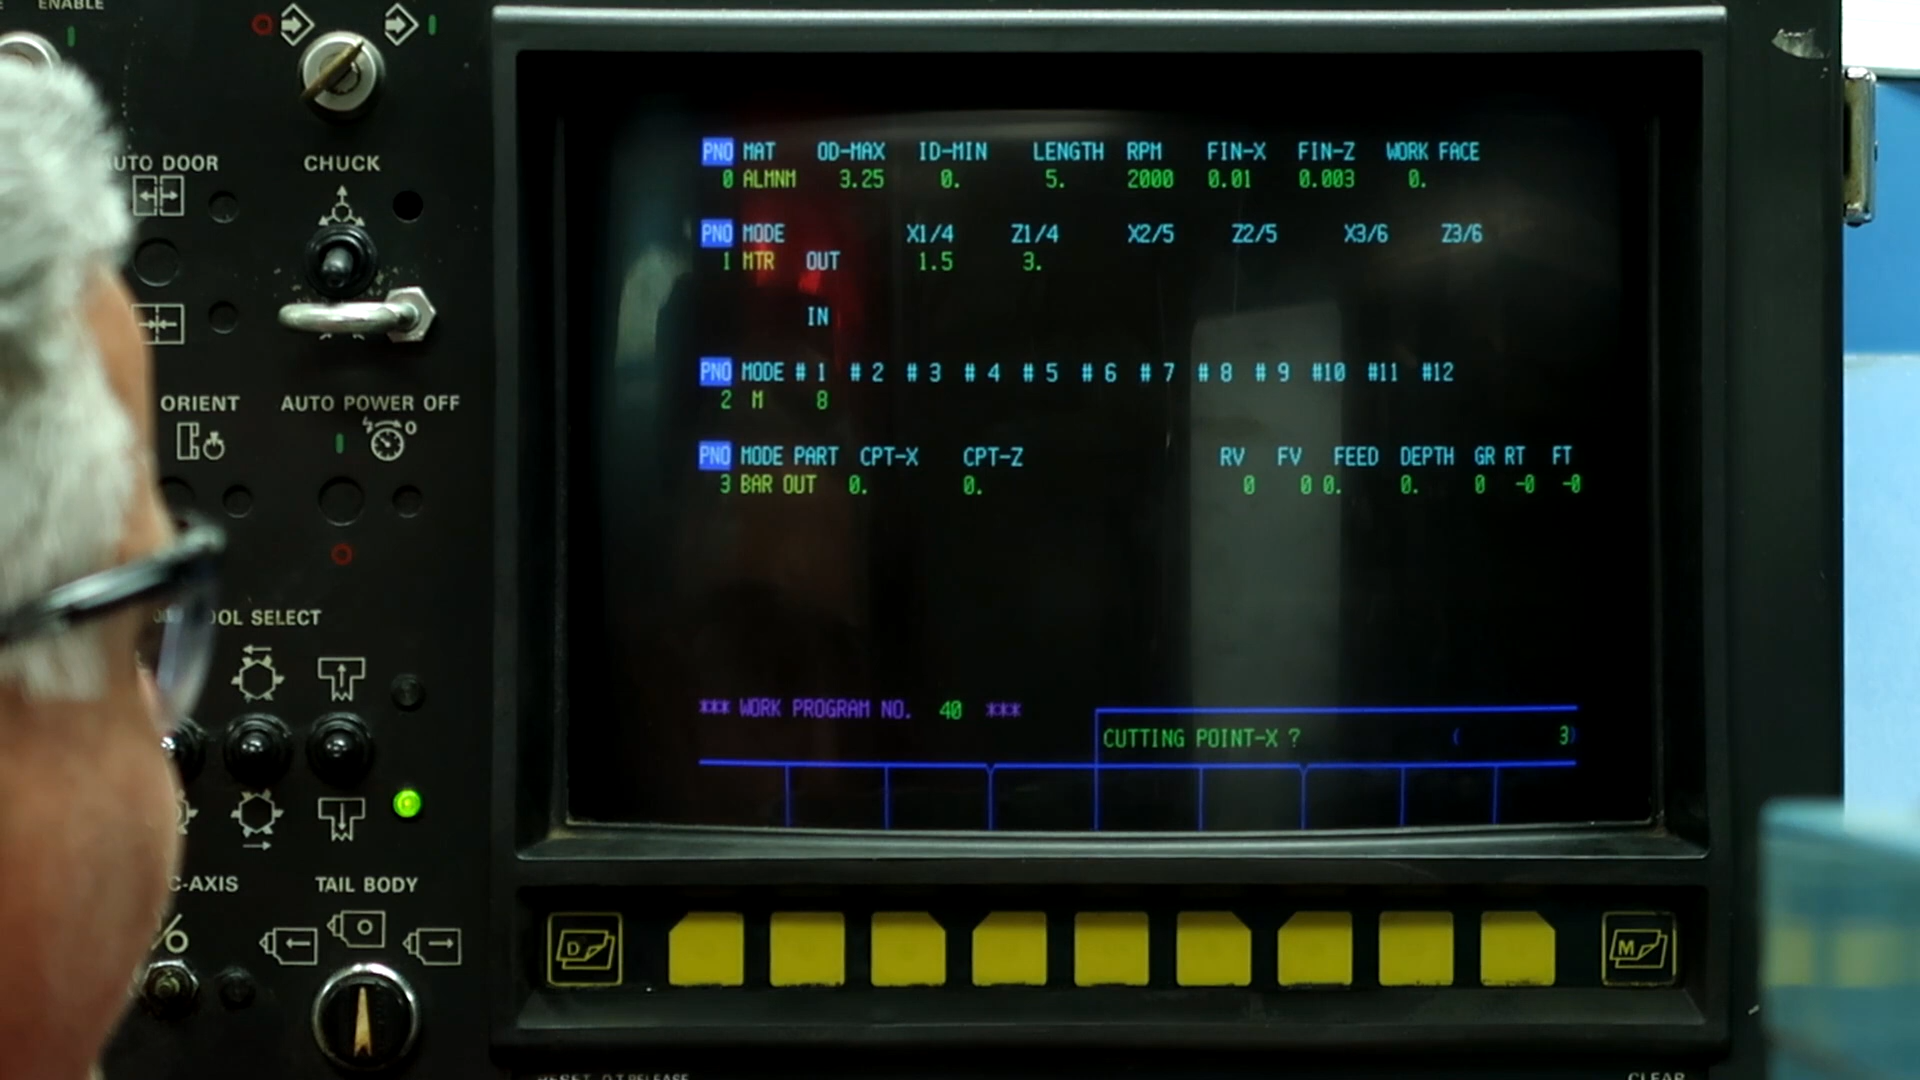 ENABLE
AUTO DOOR
CHUCK
ORIENT
AUTO POWER OFF
SELECT
C-AXIS
TAIL BODY
PNO MAT OD-MAX ID-MIN LENGTH RPM FIN-X FIN-Z WORK FACE
0 ALMNM 3.25 0. 5. 2000 0.01 0.003 0.
PNO MODE X1/4 Z1/4 X2/5 Z2/5 X3/6 Z3/6
1 MTR OUT 1.5 3.
IN
PNO MODE # 1 # 2 # 3 # 4 # 5 # 6 # 7 # 8 # 9 #10 #11 #12
2 M 8
PNO MODE PART CPT-X CPT-Z RV FV FEED DEPTH GR RT FT
3 BAR OUT 0. 0. 0 0 0. 0. 0 -0 -0
*** WORK PROGRAM NO. 40 ***
CUTTING POINT-X ? ( 3)
D
M
CLEAR